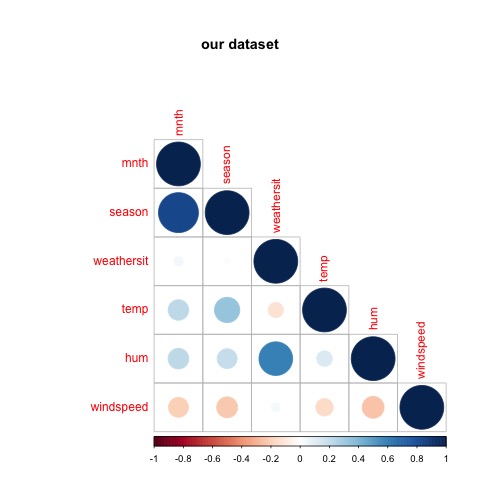 our dataset
mnth
season
weathersit
temp
hum
windspeed
mnth
season
weathersit
temp
hum
windspeed
-1 -0.8 -0.6 -0.4 -0.2 0 0.2 0.4 0.6 0.8 1